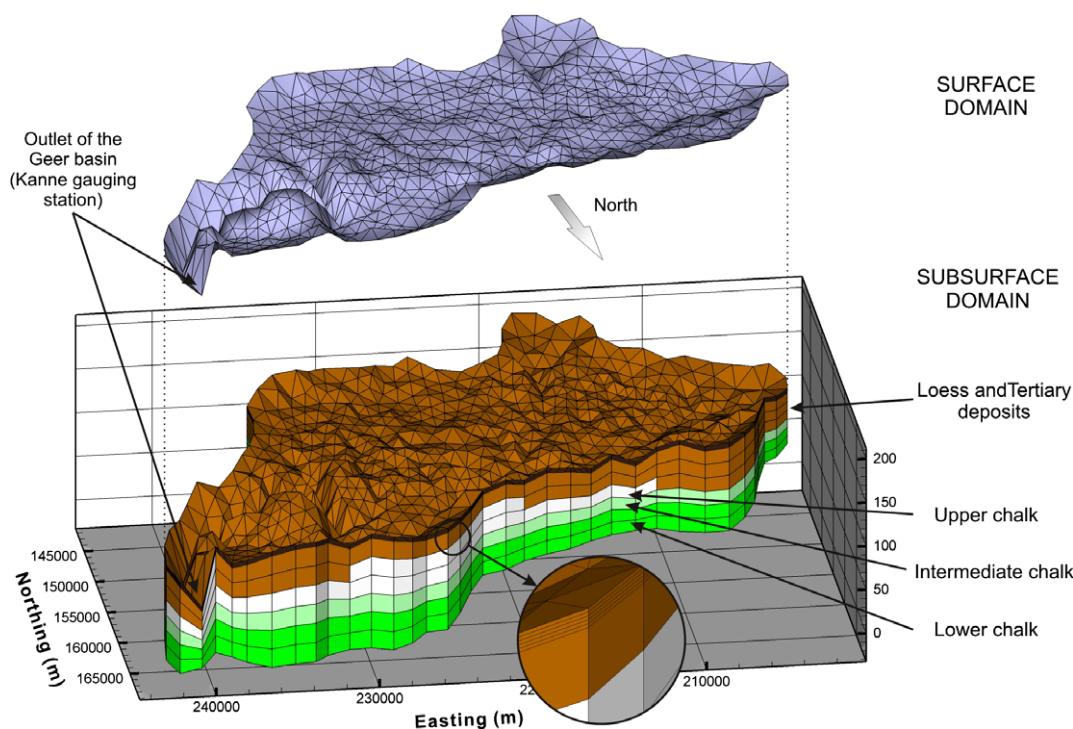 SURFACE
DOMAIN
Outlet of the
Geer basin
(Kanne gauging
station)
North
SUBSURFACE
DOMAIN
Loess andTertiary
deposits
200
150
100
50
0
Upper chalk
Intermediate chalk
Lower chalk
145000
150000
155000
160000
165000
Northing (m)
240000
230000
210000
Easting (m)